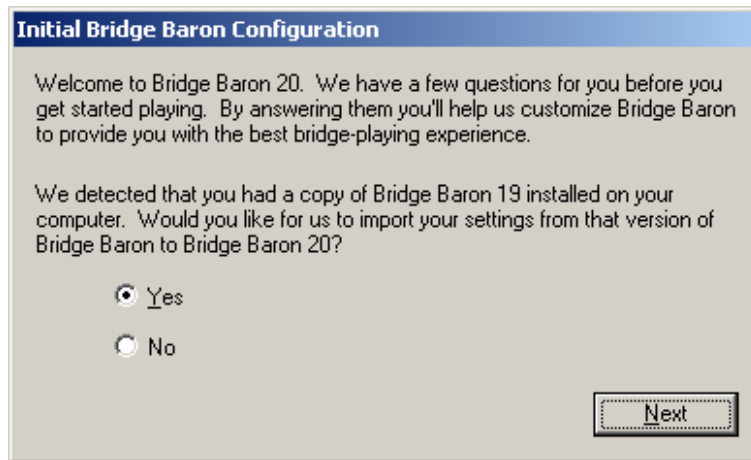 Initial Bridge Baron Configuration
Welcome to Bridge Baron 20.  We have a few questions for you before you
get started playing.  By answering them you'll help us customize Bridge Baron
to provide you with the best bridge-playing experience.
We detected that you had a copy of Bridge Baron 19 installed on your
computer.  Would you like for us to import your settings from that version of
Bridge Baron to Bridge Baron 20?
Yes
No
Next